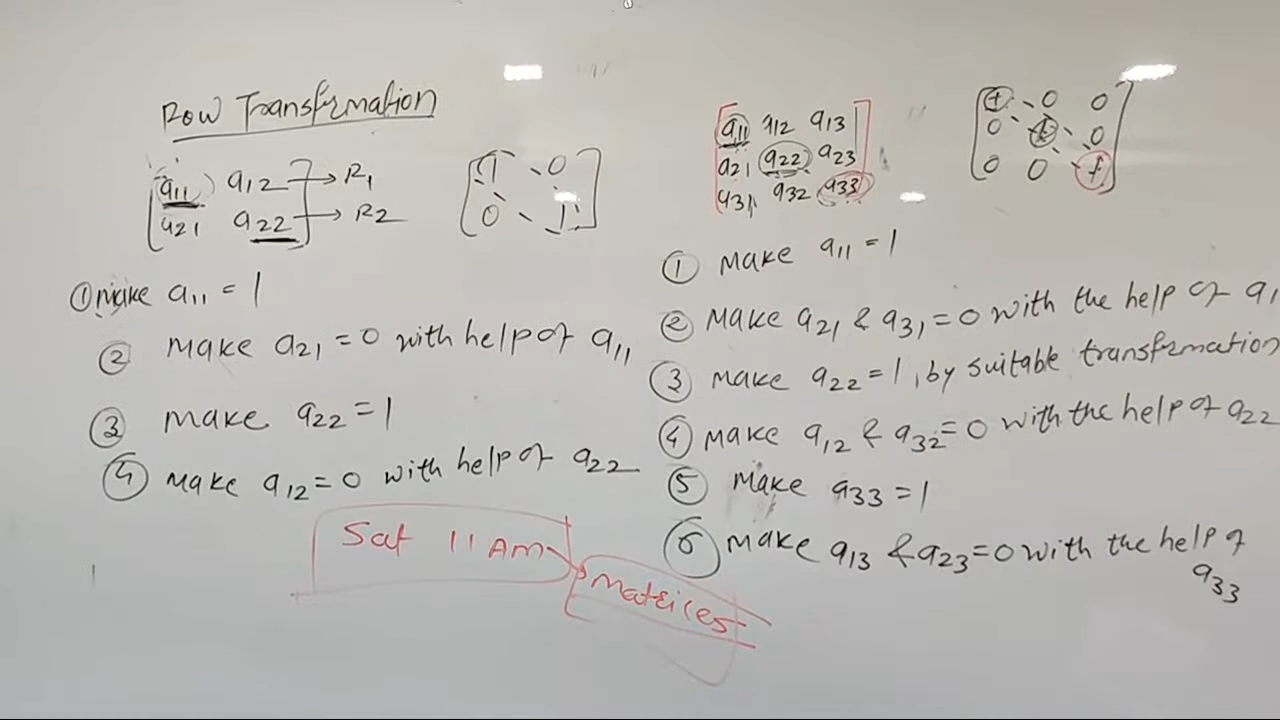 Row Transfrmation
a11 a12 → R1
a21 a22 → R2
1 0
0 1
① make a11 = 1
② make a21 = 0 with help of a11
③ make a22 = 1
④ make a12 = 0 with help of a22
Sat 11 AM
Matrices
a11 a12 a13
a21 a22 a23
a31 a32 a33
1 0 0
0 1 0
0 0 1
① make a11 = 1
② make a21 & a31 = 0 with the help of a1
③ make a22 = 1, by suitable transfrmation
④ make a12 & a32 = 0 with the help of a22
⑤ make a33 = 1
⑥ make a13 & a23 = 0 with the help of
a33